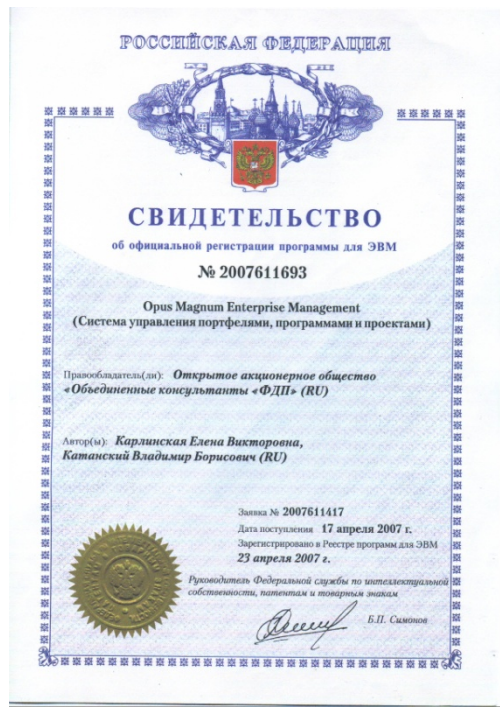 РОССИЙСКАЯ ФЕДЕРАЦИЯ
СВИДЕТЕЛЬСТВО
об официальной регистрации программы для ЭВМ
№ 2007611693
Opus Magnum Enterprise Management
(Система управления портфелями, программами и проектами)
Правообладатель(ли): Открытое акционерное общество
«Объединенные консультанты «ФДП» (RU)
Автор(ы): Карлинская Елена Викторовна,
Катанский Владимир Борисович (RU)
Заявка № 2007611417
Дата поступления 17 апреля 2007 г.
Зарегистрировано в Реестре программ для ЭВМ
23 апреля 2007 г.
Руководитель Федеральной службы по интеллектуальной
собственности, патентам и товарным знакам
Б.П. Симонов